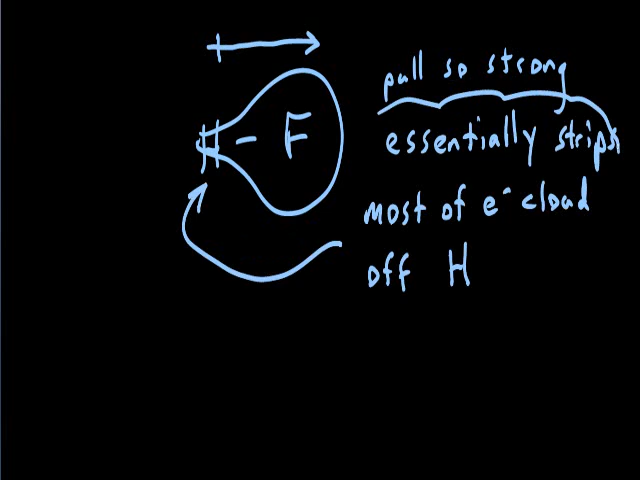 H - F
pull so strong
essentially strips
most of e- cloud
off H